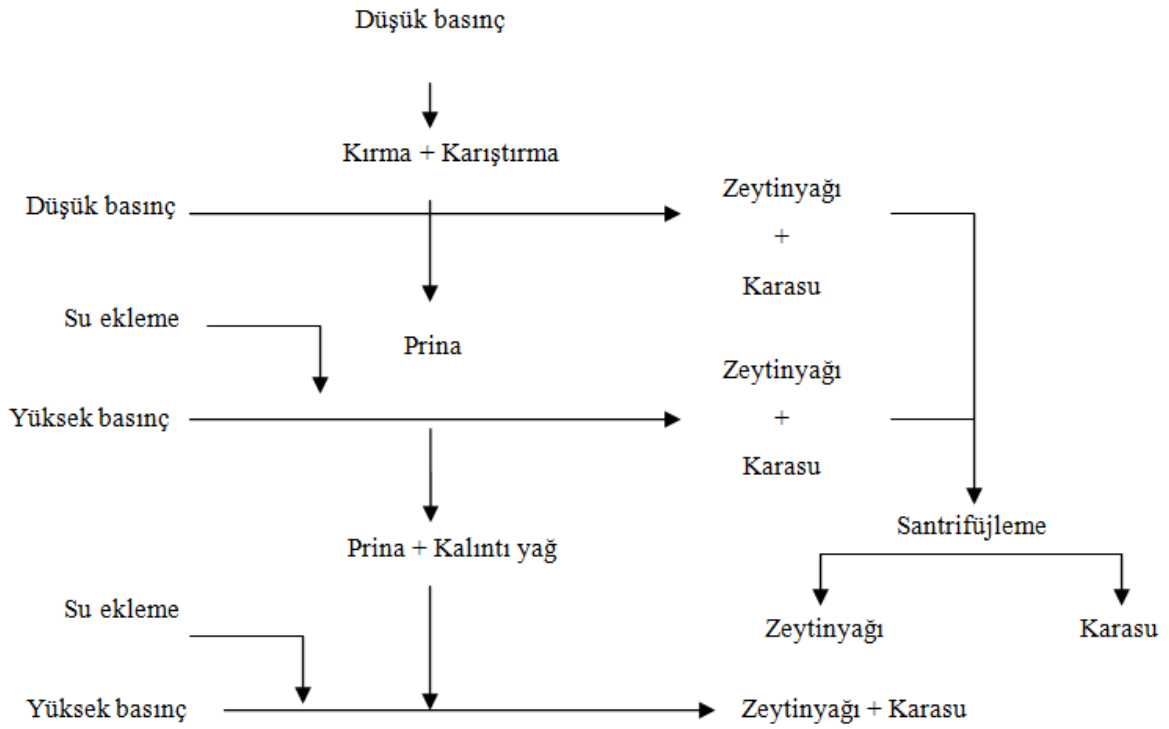 Düşük basınç
Kırma + Karıştırma
Düşük basınç
Zeytinyağı
+
Karasu
Su ekleme
Prina
Zeytinyağı
+
Karasu
Yüksek basınç
Santrifüjleme
Prina + Kalıntı yağ
Su ekleme
Zeytinyağı
Karasu
Yüksek basınç
Zeytinyağı + Karasu